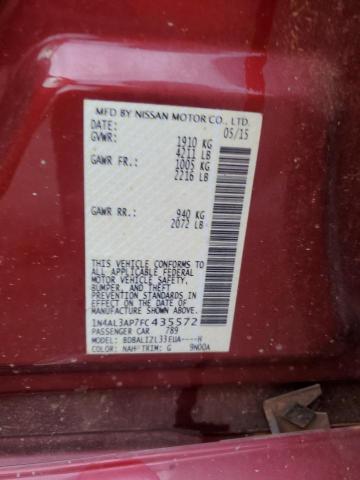 MFD BY NISSAN MOTOR CO., LTD.
DATE: 05/15
GVWR: 1910 KG
4211 LB
GAWR FR: 1005 KG
2216 LB
GAWR RR: 940 KG
2072 LB
THIS VEHICLE CONFORMS TO ALL
APPLICABLE FEDERAL MOTOR
VEHICLE SAFETY, BUMPER, AND THEFT
PREVENTION STANDARDS IN
EFFECT ON THE DATE OF
MANUFACTURE SHOWN ABOVE.
1N4AL3AP7FC435572
PASSENGER CAR 789
MODEL: BDBALIZL33EUA----H
COLOR: NAH TRIM: G 9N00A